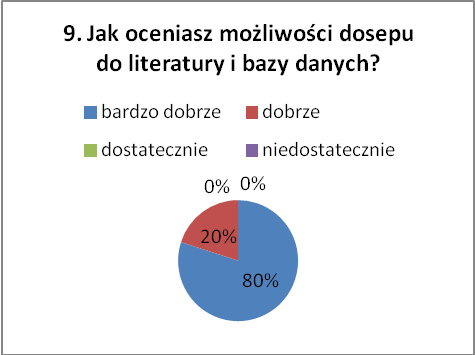 9. Jak oceniasz możliwości dosepu
do literatury i bazy danych?
bardzo dobrze dobrze
dostatecznie niedostatecznie
0% 0%
20%
80%